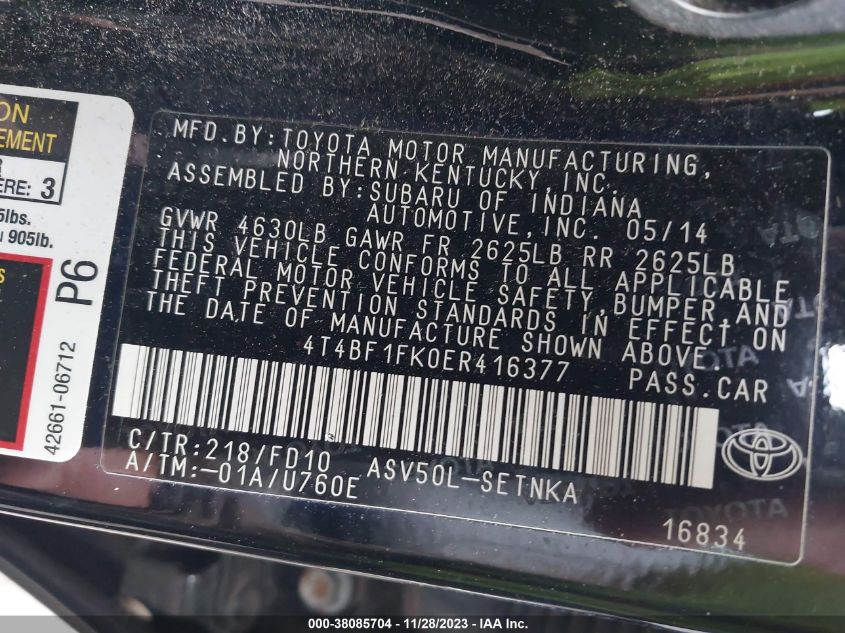 ON
EMENT
ERE: 3
lbs.
905lb.
P6
42661-06712
MFD.BY:TOYOTA MOTOR MANUFACTURING,
NORTHERN KENTUCKY,INC.
ASSEMBLED BY:SUBARU OF INDIANA
AUTOMOTIVE,INC. 05/14
GVWR 4630LB GAWR FR 2625LB RR 2625LB
THIS VEHICLE CONFORMS TO ALL APPLICABLE
FEDERAL MOTOR VEHICLE SAFETY,BUMPER,AND
THEFT PREVENTION STANDARDS IN EFFECT ON
THE DATE OF MANUFACTURE SHOWN ABOVE.
4T4BF1FK0ER416377 PASS.CAR
C/TR:218/FD10
A/TM:-01A/U760E
ASV50L-SETNKA
16834
000-38085704 - 11/28/2023 - IAA Inc.